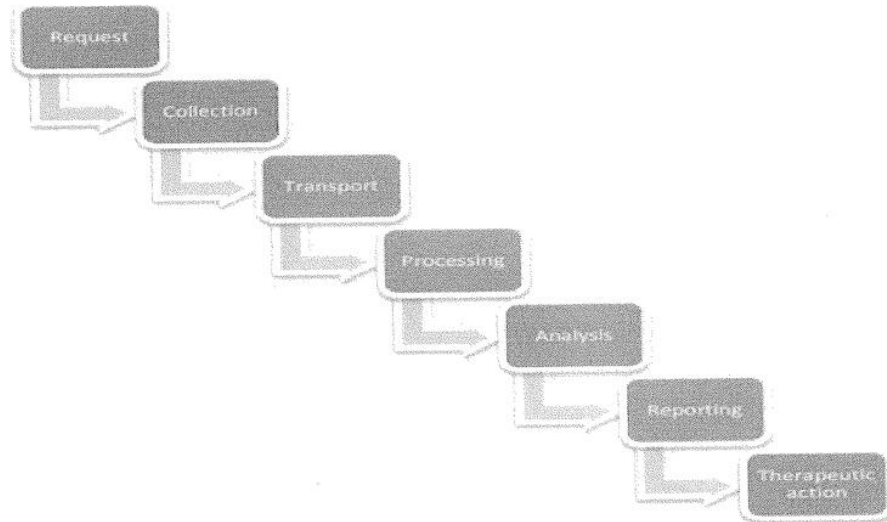 Request
Collection
Transport
Processing
Analysis
Reporting
Therapeutic
action